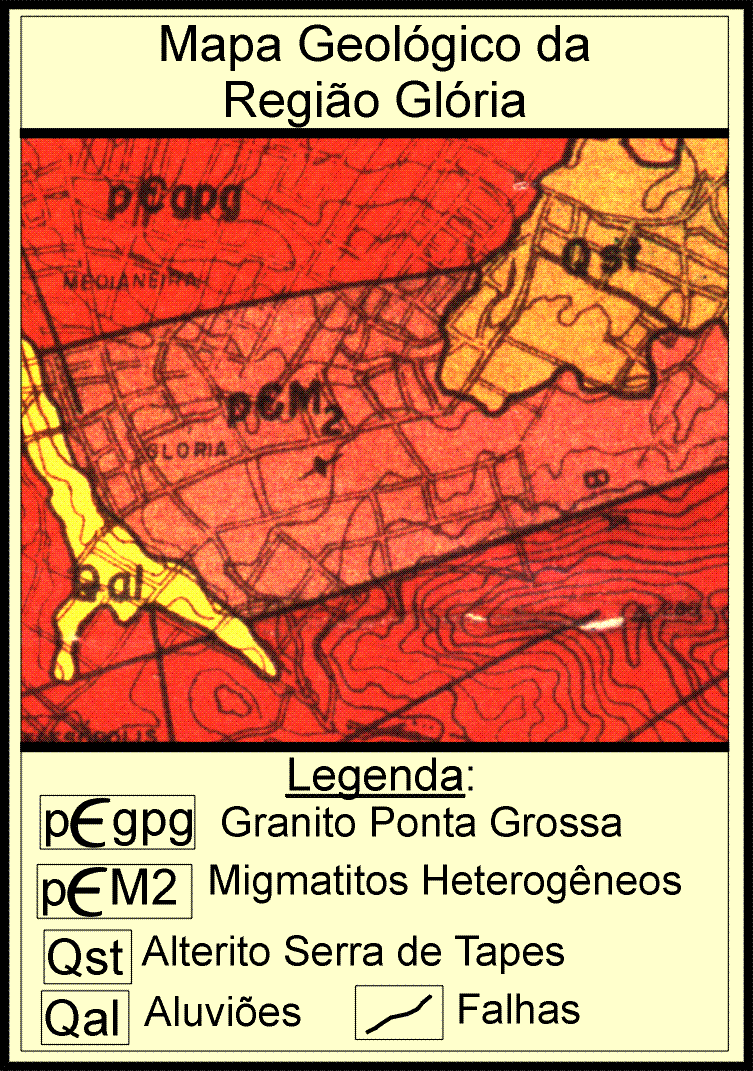 Mapa Geológico da
Região Glória
p€gpg
Qst
MEDIANEIRA
p€M2
GLORIA
Qal
Legenda:
p€gpg Granito Ponta Grossa
p€M2 Migmatitos Heterogêneos
Qst Alterito Serra de Tapes
Qal Aluviões Falhas